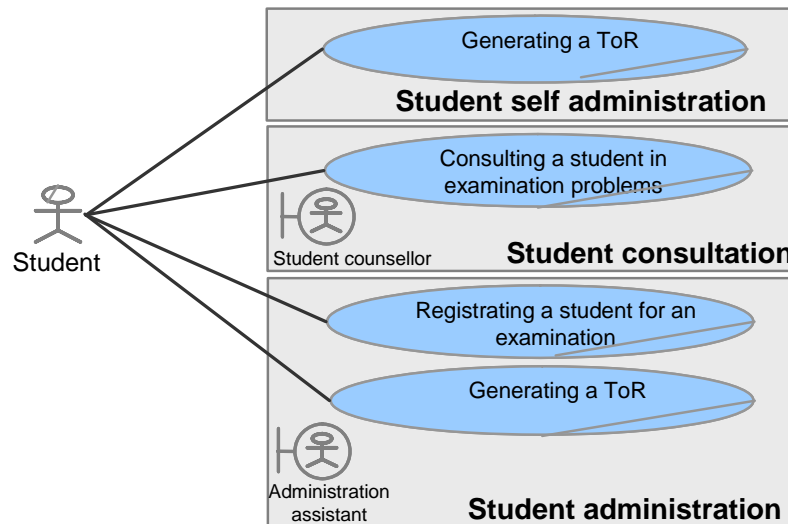 Generating a ToR
Student self administration
Consulting a student in
examination problems
Student counsellor
Student consultation
Student
Registrating a student for an
examination
Generating a ToR
Administration
assistant
Student administration